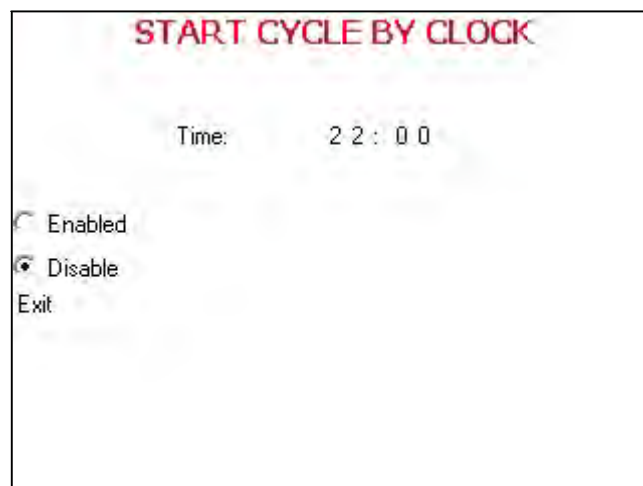 START CYCLE BY CLOCK
Time: 22:00
Enabled
Disable
Exit